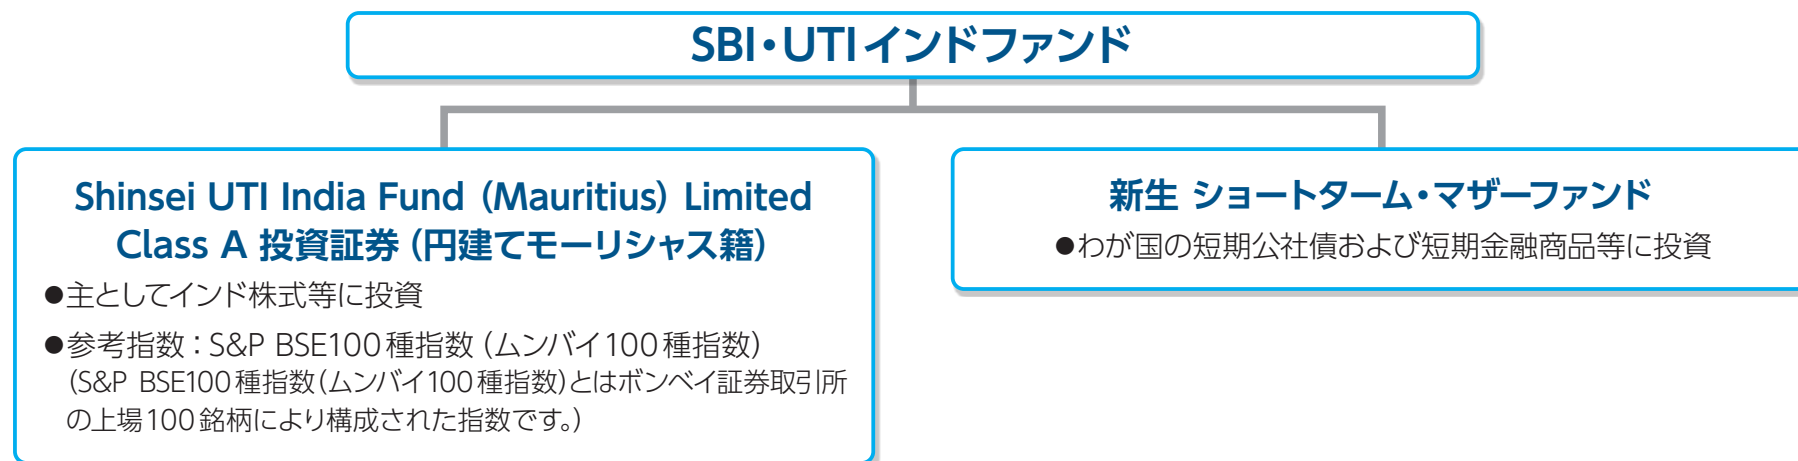 SBI・UTIインドファンド
Shinsei UTI India Fund (Mauritius) Limited
Class A 投資証券(円建てモーリシャス籍)
●主としてインド株式等に投資
●参考指数:S&P BSE100種指数(ムンバイ100種指数)
(S&P BSE100種指数(ムンバイ100種指数)とはボンベイ証券取引所
の上場100銘柄により構成された指数です。)
新生 ショートターム・マザーファンド
●わが国の短期公社債および短期金融商品等に投資